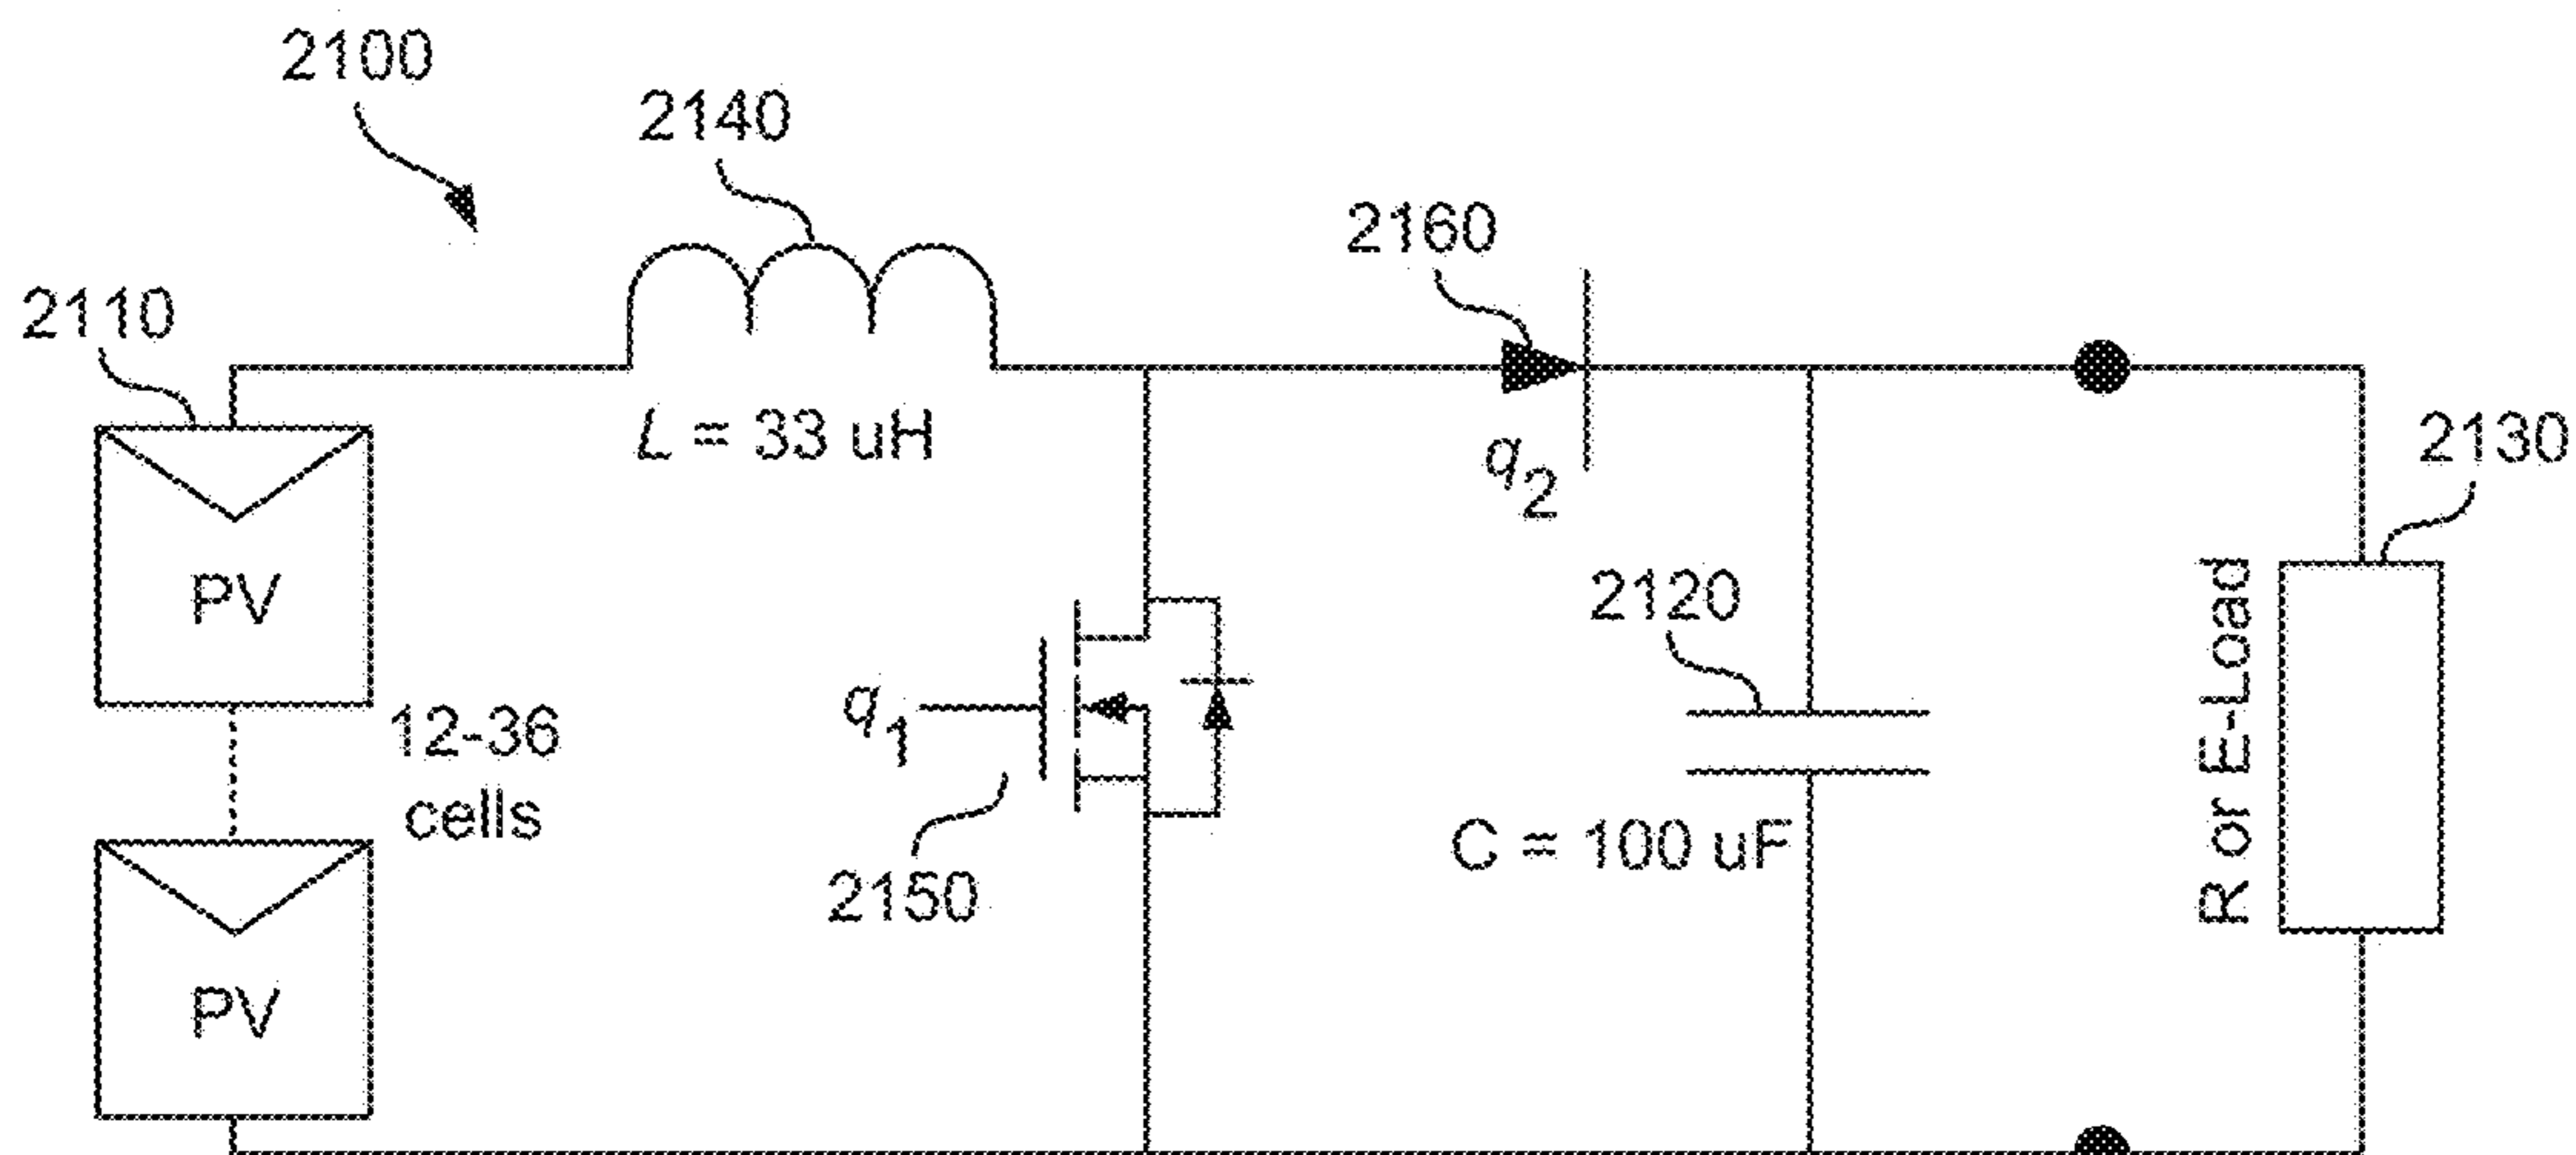 2100
2140
2160
2110
L = 33 uH
q2
2130
PV
12-36
cells
q1
2120
R or E-Load
C = 100 uF
2150
PV